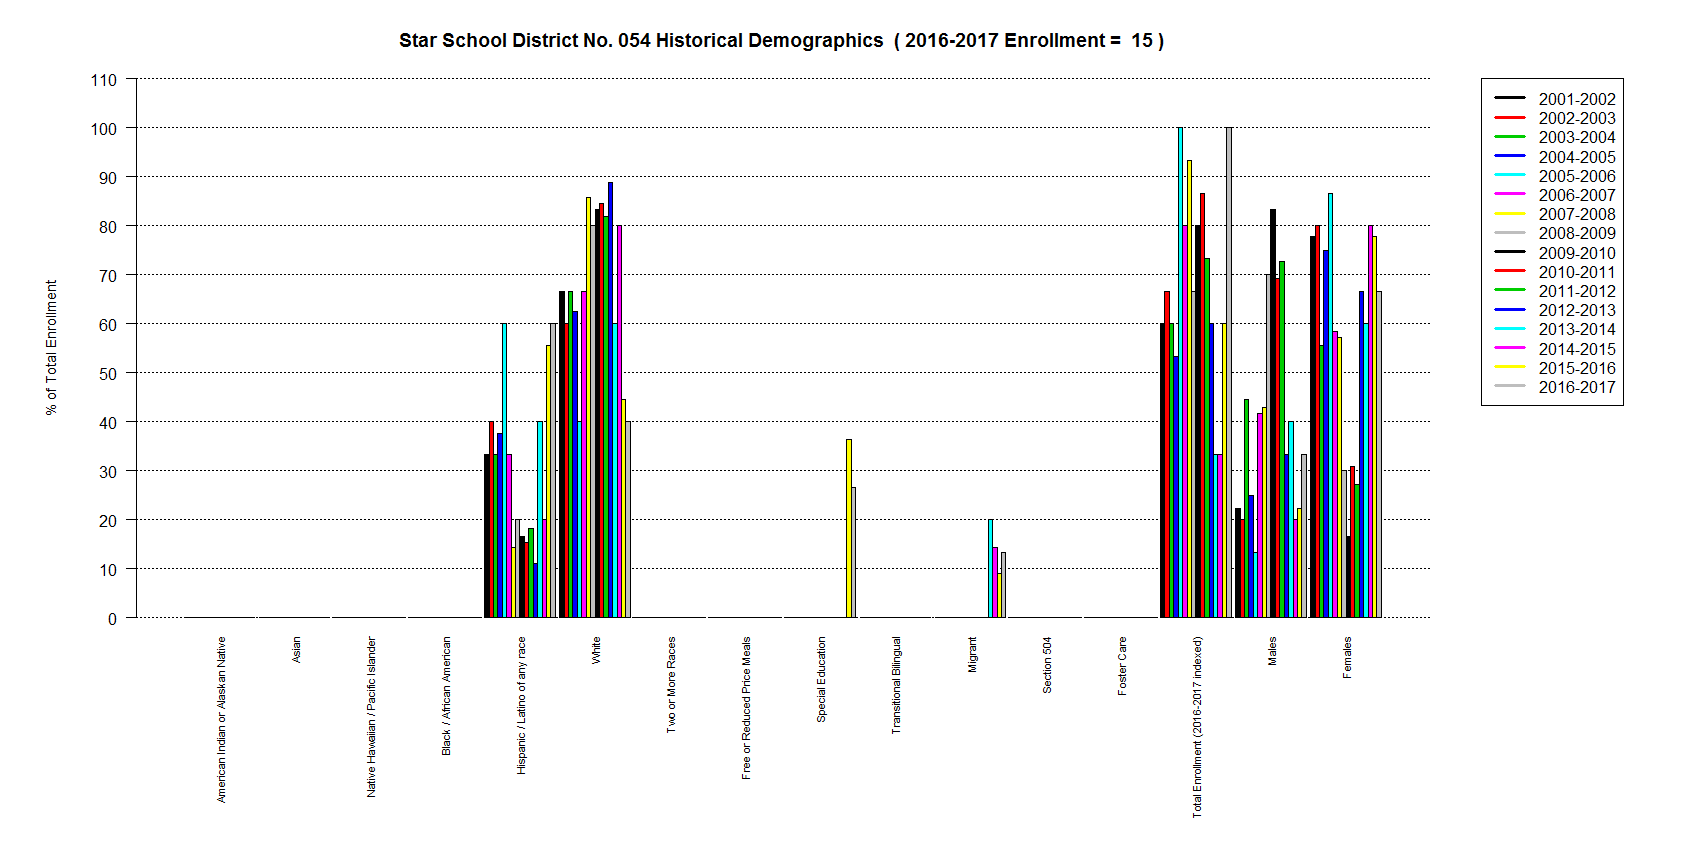 Star School District No. 054 Historical Demographics ( 2016-2017 Enrollment = 15 )
% of Total Enrollment
110
100
90
80
70
60
50
40
30
20
10
0
American Indian or Alaskan Native
Asian
Native Hawaiian / Pacific Islander
Black / African American
Hispanic / Latino of any race
White
Two or More Races
Free or Reduced Price Meals
Special Education
Transitional Bilingual
Migrant
Section 504
Foster Care
Total Enrollment (2016-2017 indexed)
Males
Females
2001-2002
2002-2003
2003-2004
2004-2005
2005-2006
2006-2007
2007-2008
2008-2009
2009-2010
2010-2011
2011-2012
2012-2013
2013-2014
2014-2015
2015-2016
2016-2017